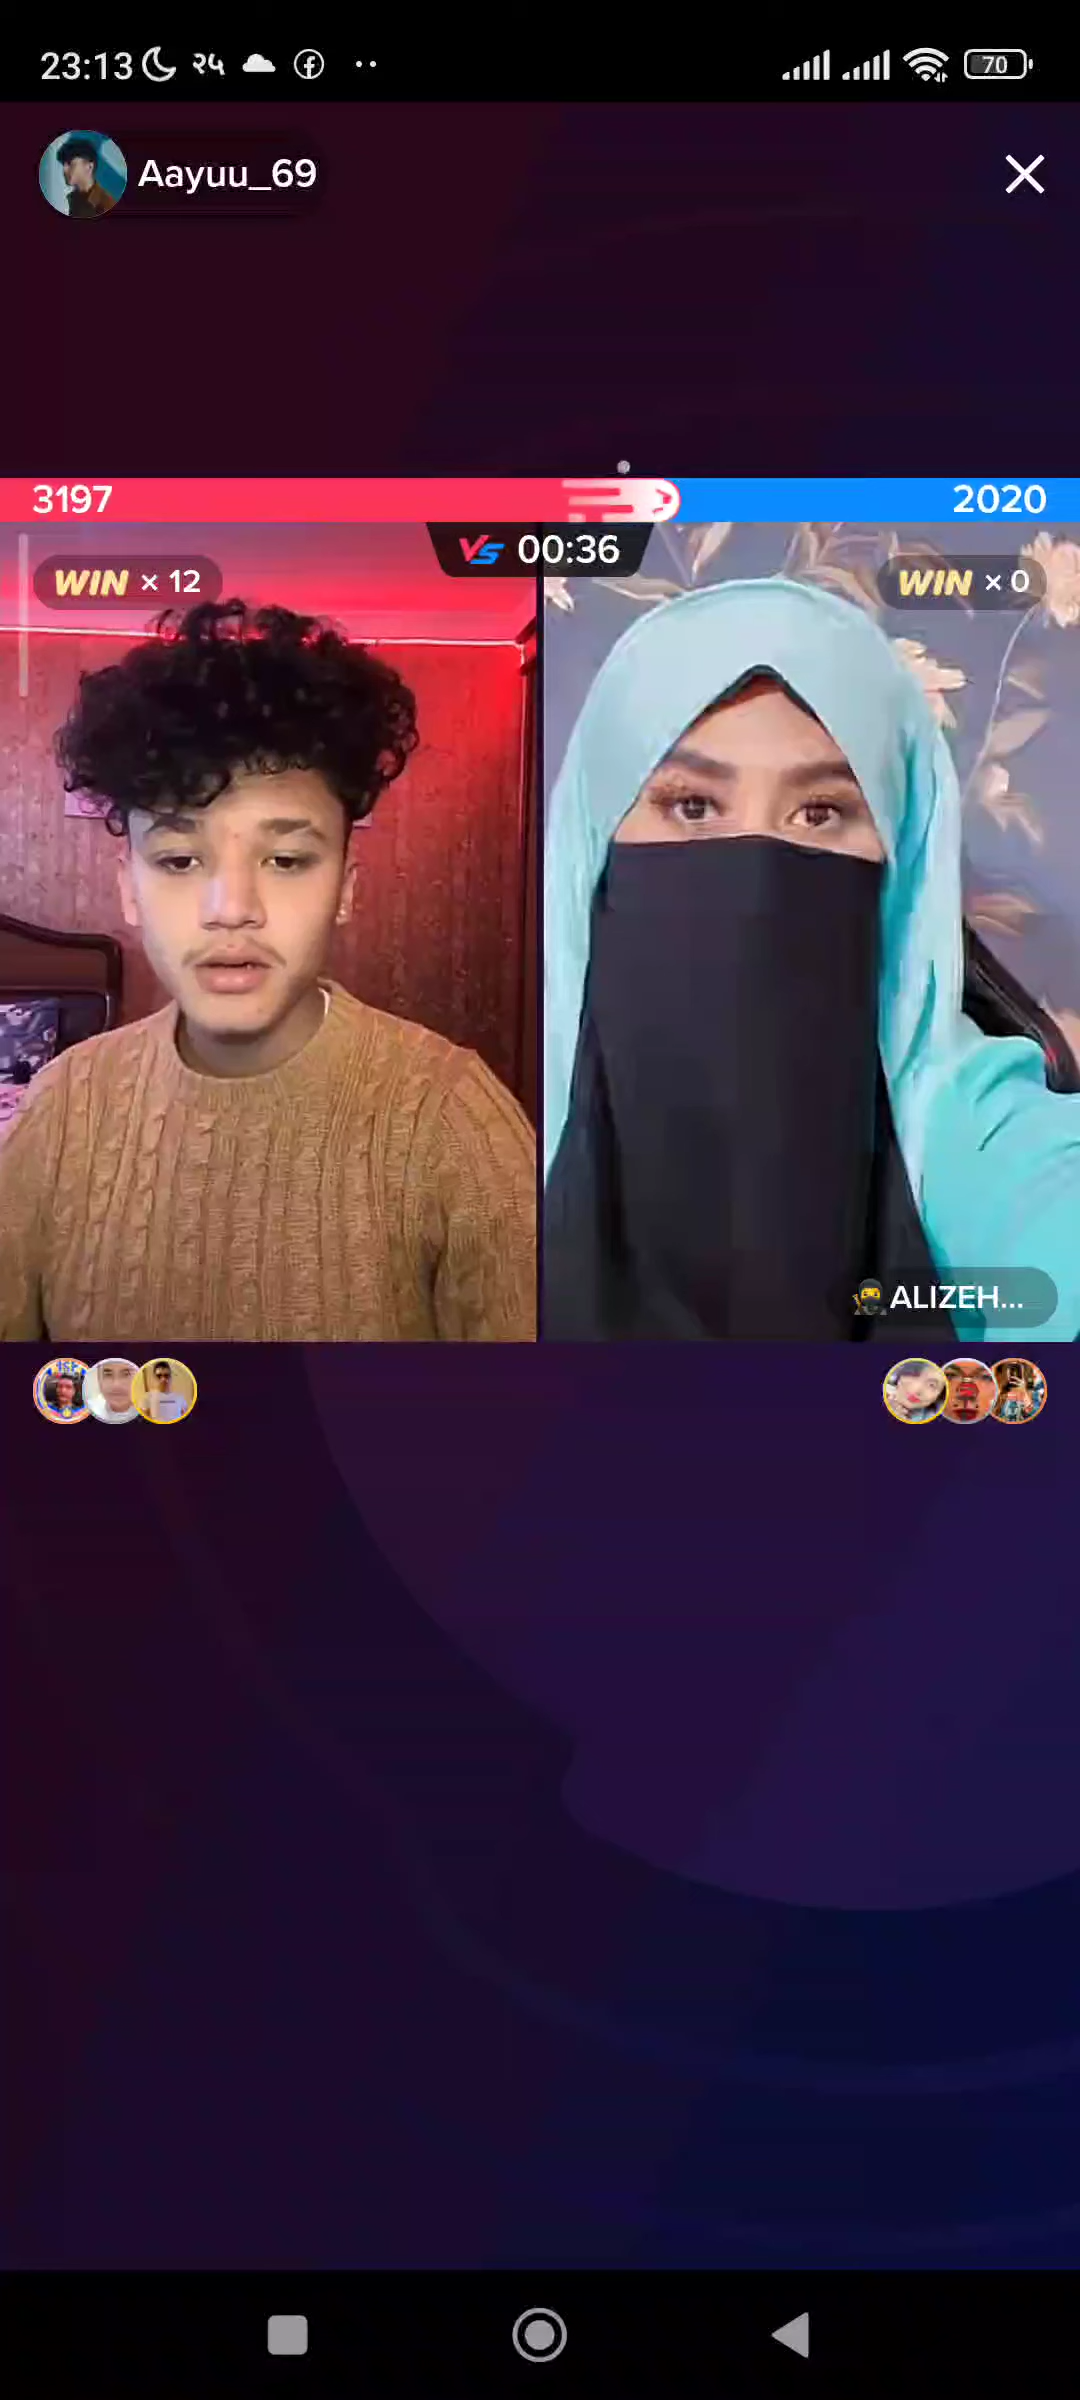 23:13 २५
70
Aayuu_69
3197
2020
VS 00:36
WIN × 12
WIN × 0
ALIZEH...